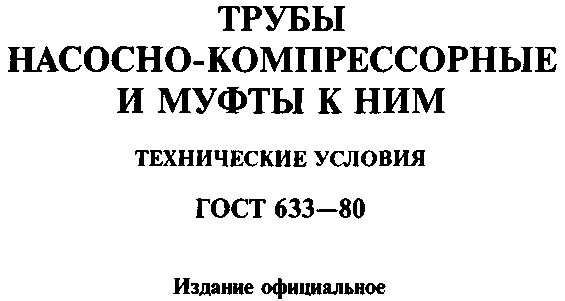 ТРУБЫ
НАСОСНО-КОМПРЕССОРНЫЕ
И МУФТЫ К НИМ
ТЕХНИЧЕСКИЕ УСЛОВИЯ
ГОСТ 633—80
Издание официальное